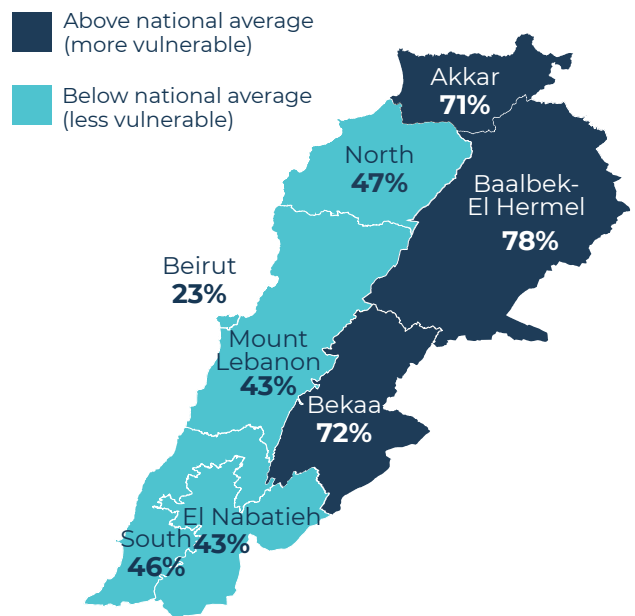 Above national average
(more vulnerable)
Below national average
(less vulnerable)
Akkar
71%
North
47%
Baalbek-
El Hermel
78%
Beirut
23%
Mount
Lebanon
43%
Bekaa
72%
El Nabatieh
43%
South
46%